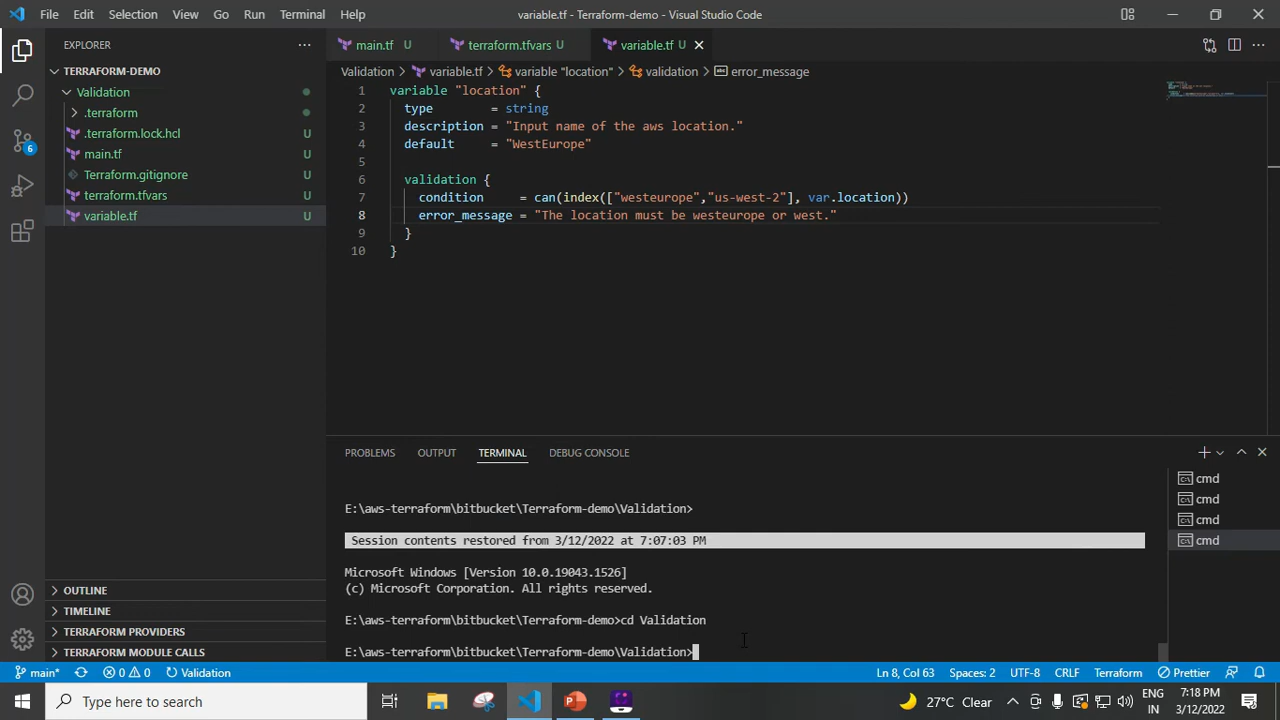 File Edit Selection View Go Run Terminal Help
variable.tf - Terraform-demo - Visual Studio Code
EXPLORER
TERRAFORM-DEMO
Validation
.terraform
.terraform.lock.hcl U
main.tf U
Terraform.gitignore U
terraform.tfvars U
variable.tf U
OUTLINE
TIMELINE
TERRAFORM PROVIDERS
TERRAFORM MODULE CALLS
6
main.tf U
terraform.tfvars U
variable.tf U
Validation > variable.tf > variable "location" > validation > error_message
1 variable "location" {
2 type = string
3 description = "Input name of the aws location."
4 default = "WestEurope"
5
6 validation {
7 condition = can(index(["westeurope","us-west-2"], var.location))
8 error_message = "The location must be westeurope or west."
9 }
10 }
PROBLEMS OUTPUT TERMINAL DEBUG CONSOLE
E:\aws-terraform\bitbucket\Terraform-demo\Validation>
Session contents restored from 3/12/2022 at 7:07:03 PM
Microsoft Windows [Version 10.0.19043.1526]
(c) Microsoft Corporation. All rights reserved.
E:\aws-terraform\bitbucket\Terraform-demo>cd Validation
E:\aws-terraform\bitbucket\Terraform-demo\Validation>
cmd
cmd
cmd
cmd
main* 0 0 Validation Ln 8, Col 63 Spaces: 2 UTF-8 CRLF Terraform Prettier
Type here to search
27°C Clear
ENG
IN
7:18 PM
3/12/2022